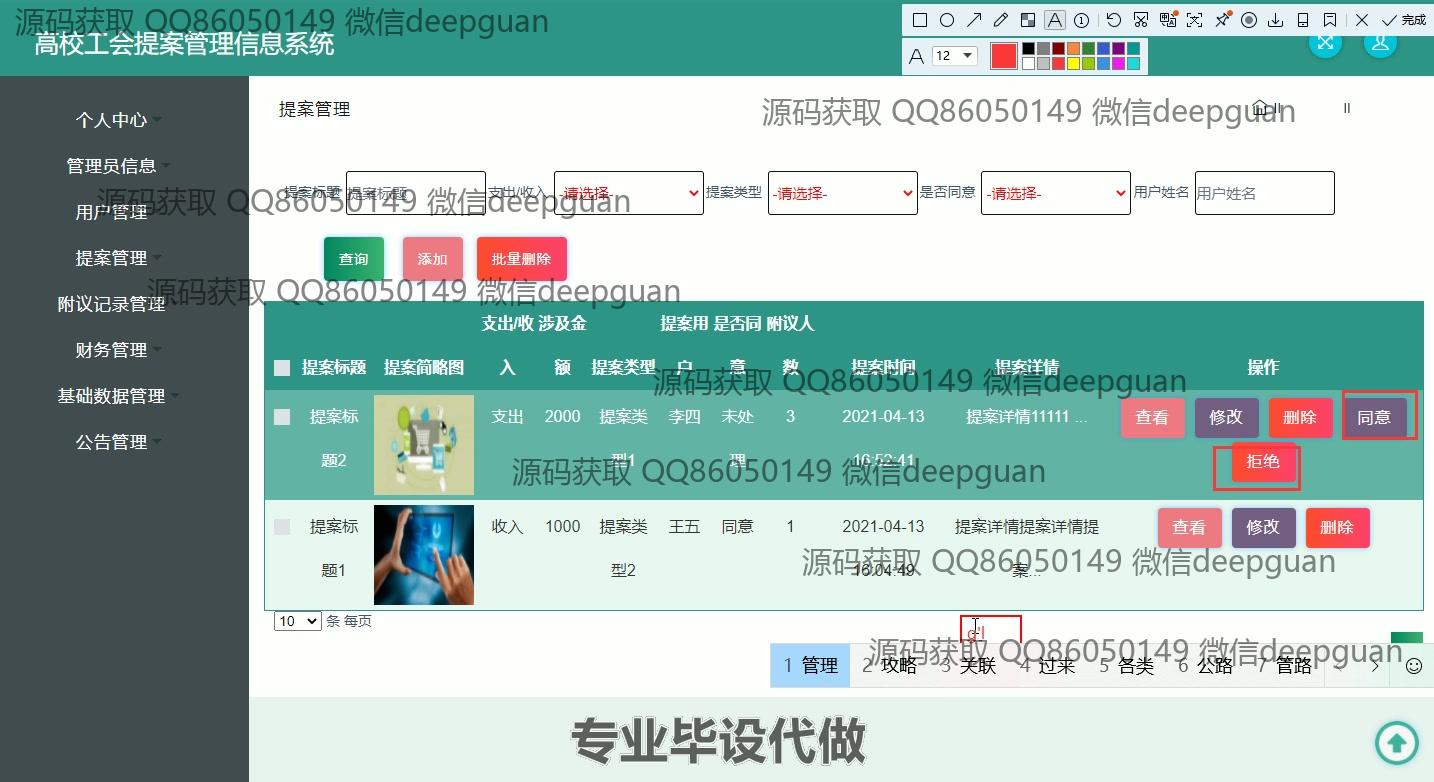 源码获取 QQ86050149 微信deepguan
高校工会提案管理信息系统
12
完成
个人中心
管理员信息
用户管理
提案管理
附议记录管理
财务管理
基础数据管理
公告管理
提案管理
源码获取 QQ86050149 微信deepguan
提案标题 提案标题 支出/收入 -请选择- 提案类型 -请选择- 是否同意 -请选择- 用户姓名 用户姓名
源码获取 QQ86050149 微信deepguan
查询 添加 批量删除
源码获取 QQ86050149 微信deepguan
提案标题 提案简略图 支出/收入 涉及金额 提案类型 提案用户 是否同意 附议人数 提案时间 提案详情 操作
源码获取 QQ86050149 微信deepguan
提案标题2 支出 2000 提案类型1 李四 未处理 3 2021-04-13 16:52:41 提案详情11111 ... 查看 修改 删除 同意
拒绝
源码获取 QQ86050149 微信deepguan
提案标题1 收入 1000 提案类型2 王五 同意 1 2021-04-13 16:04:49 提案详情提案详情提案... 查看 修改 删除
源码获取 QQ86050149 微信deepguan
10 条 每页
g'l
源码获取 QQ86050149 微信deepguan
1 管理 2 攻略 3 关联 4 过来 5 各类 6 公路 7 管路
专业毕设代做